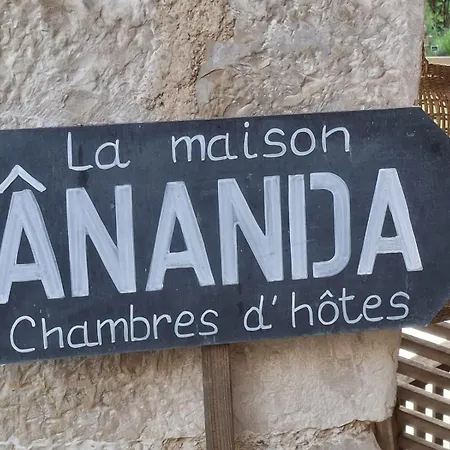 La maison
ÂNANDA
Chambres d'hôtes